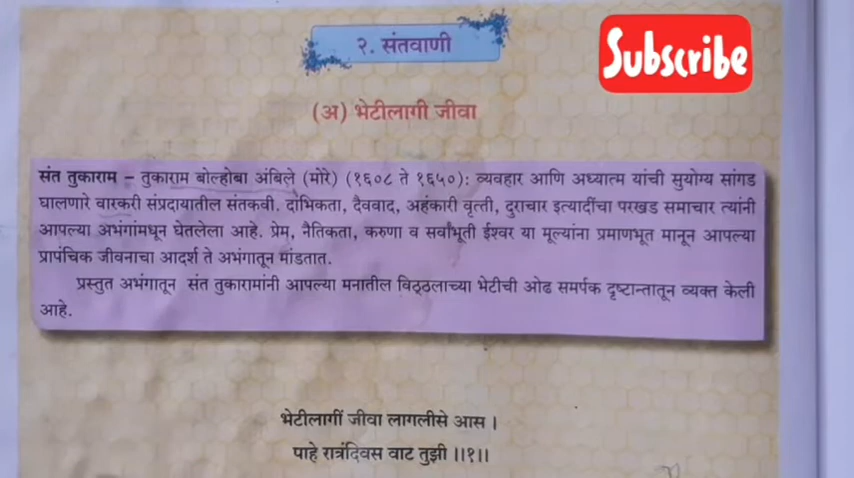 २. संतवाणी
Subscribe
(अ) भेटीलागी जीवा
संत तुकाराम – तुकाराम बोल्होबा अंबिले (मोरे) (१६०८ ते १६५०): व्यवहार आणि अध्यात्म यांची सुयोग्य सांगड
घालणारे वारकरी संप्रदायातील संतकवी. दांभिकता, दैववाद, अहंकारी वृत्ती, दुराचार इत्यादींचा परखड समाचार त्यांनी
आपल्या अभंगांमधून घेतलेला आहे. प्रेम, नैतिकता, करुणा व सर्वांभूती ईश्वर या मूल्यांना प्रमाणभूत मानून आपल्या
प्रापंचिक जीवनाचा आदर्श ते अभंगातून मांडतात.
प्रस्तुत अभंगातून संत तुकारामांनी आपल्या मनातील विठ्ठलाच्या भेटीची ओढ समर्पक दृष्टान्तातून व्यक्त केली
आहे.
भेटीलागीं जीवा लागलीसे आस ।
पाहे रात्रंदिवस वाट तुझी ।।१।।